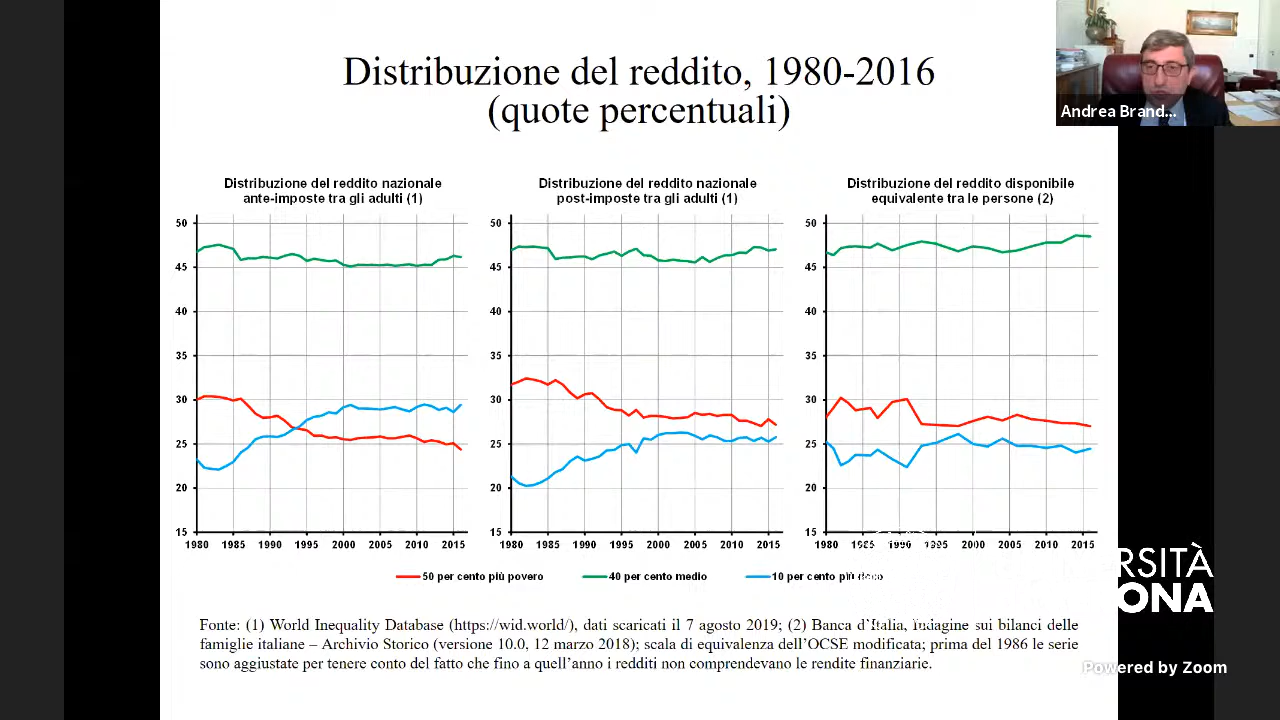 Distribuzione del reddito, 1980-2016
(quote percentuali)
Andrea Brand...
Distribuzione del reddito nazionale
ante-imposte tra gli adulti (1)
50
45
40
35
30
25
20
15
1980 1985 1990 1995 2000 2005 2010 2015
Distribuzione del reddito nazionale
post-imposte tra gli adulti (1)
50
45
40
35
30
25
20
15
1980 1985 1990 1995 2000 2005 2010 2015
Distribuzione del reddito disponibile
equivalente tra le persone (2)
50
45
40
35
30
25
20
15
1980 1985 1990 1995 2000 2005 2010 2015
50 per cento più povero 40 per cento medio 10 per cento più
RSITÀ
ONA
Fonte: (1) World Inequality Database (https://wid.world/), dati scaricati il 7 agosto 2019; (2) Banca d'Italia, Indagine sui bilanci delle
famiglie italiane – Archivio Storico (versione 10.0, 12 marzo 2018); scala di equivalenza dell'OCSE modificata; prima del 1986 le serie
sono aggiustate per tenere conto del fatto che fino a quell'anno i redditi non comprendevano le rendite finanziarie.
Powered by Zoom